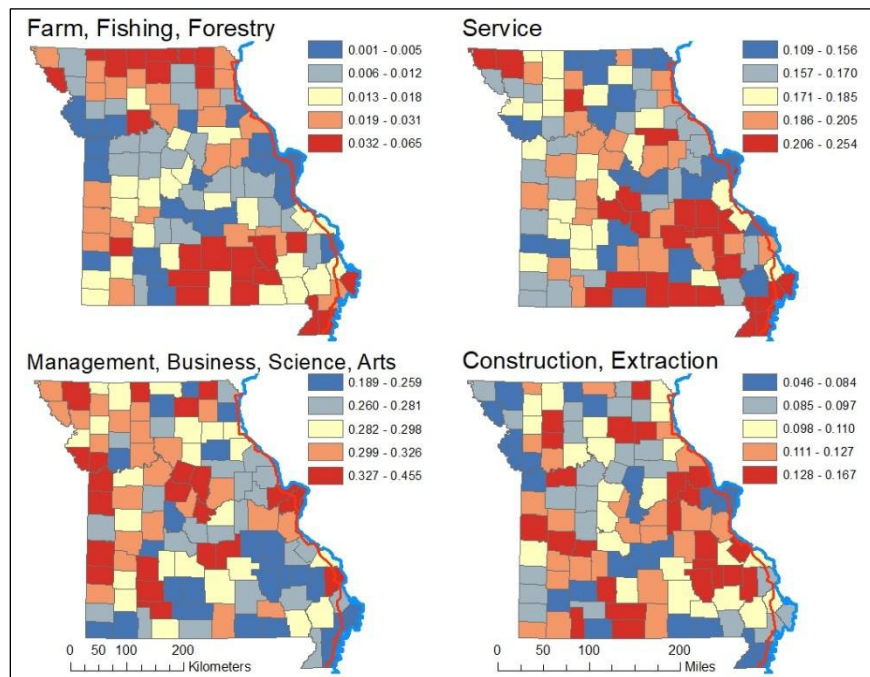 Farm, Fishing, Forestry
0.001 - 0.005
0.006 - 0.012
0.013 - 0.018
0.019 - 0.031
0.032 - 0.065
Service
0.109 - 0.156
0.157 - 0.170
0.171 - 0.185
0.186 - 0.205
0.206 - 0.254
Management, Business, Science, Arts
0.189 - 0.259
0.260 - 0.281
0.282 - 0.298
0.299 - 0.326
0.327 - 0.455
Construction, Extraction
0.046 - 0.084
0.085 - 0.097
0.098 - 0.110
0.111 - 0.127
0.128 - 0.167
0 50 100 200
Kilometers
0 50 100 200
Miles